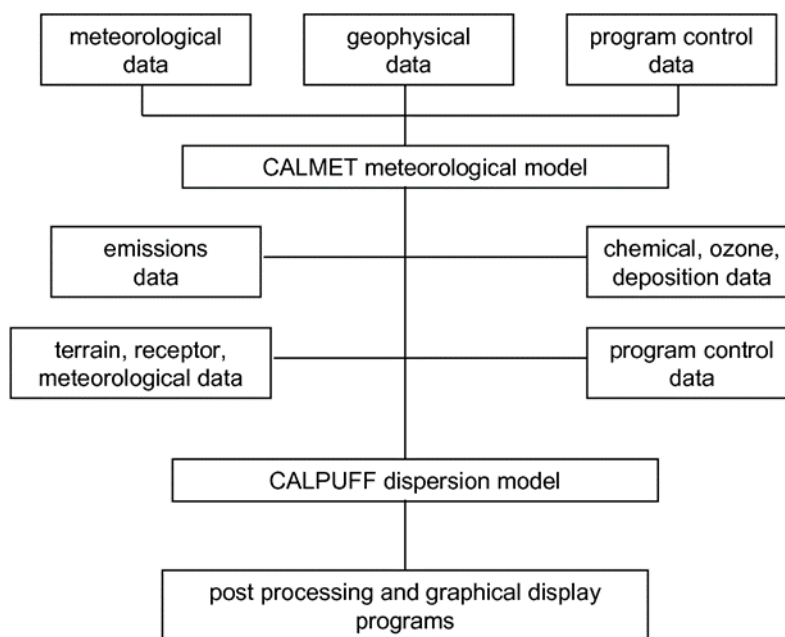 meteorological
data
geophysical
data
program control
data
CALMET meteorological model
emissions
data
chemical, ozone,
deposition data
terrain, receptor,
meteorological data
program control
data
CALPUFF dispersion model
post processing and graphical display
programs